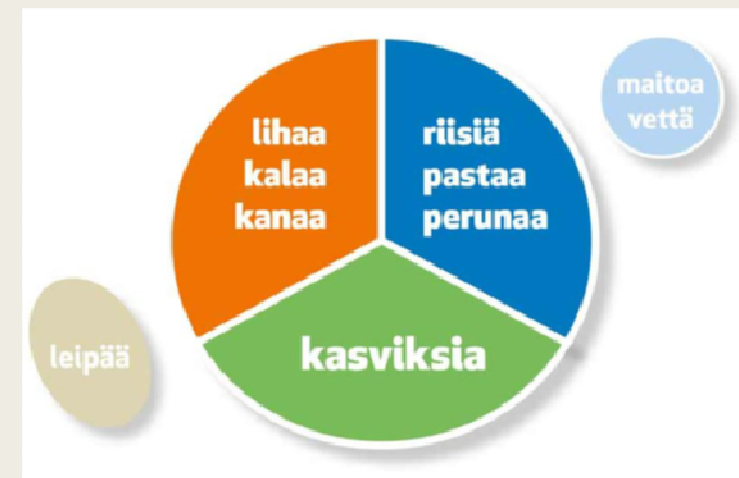 lihaa
kalaa
kanaa
riisiä
pastaa
perunaa
maitoa
vettä
leipää
kasviksia